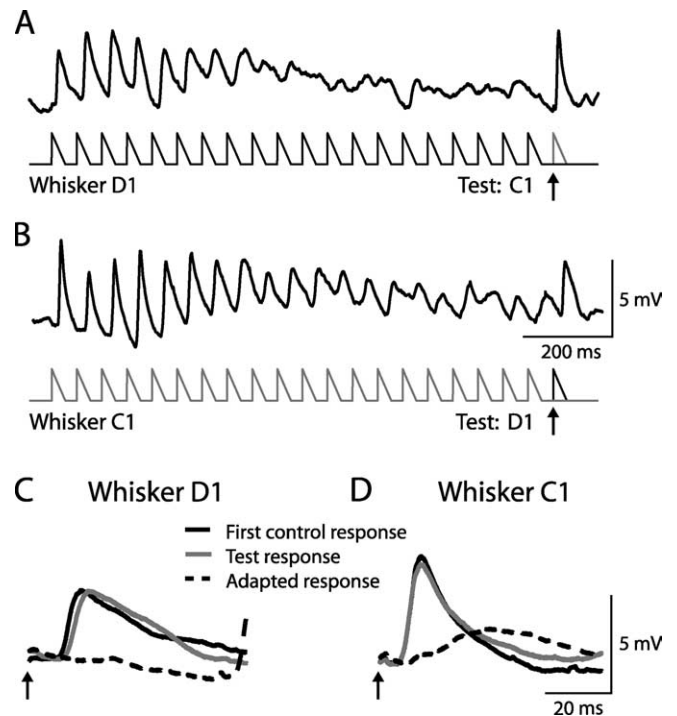 A
Whisker D1
Test: C1
B
5 mV
200 ms
Whisker C1
Test: D1
C Whisker D1
D Whisker C1
First control response
Test response
Adapted response
5 mV
20 ms